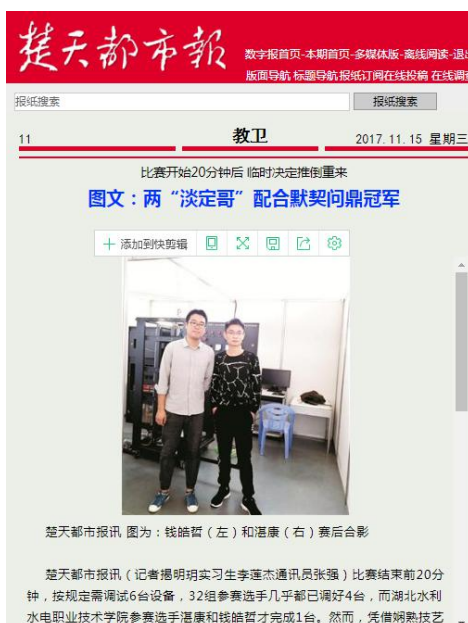 楚天都市报
数字报首页-本期首页-多媒体版-离线阅读-退出
版面导航 标题导航 报纸订阅在线投稿 在线调查
报纸搜索 报纸搜索
11 教卫 2017.11.15 星期三
比赛开始20分钟后 临时决定推倒重来
图文：两“淡定哥”配合默契问鼎冠军
添加到快剪辑
楚天都市报讯 图为：钱皓哲（左）和湛康（右）赛后合影
楚天都市报讯（记者揭明玥实习生李莲杰通讯员张强）比赛结束前20分
钟，按规定需调试6台设备，32组参赛选手几乎都已调好4台，而湖北水利
水电职业技术学院参赛选手湛康和钱皓哲才完成1台。然而，凭借娴熟技艺